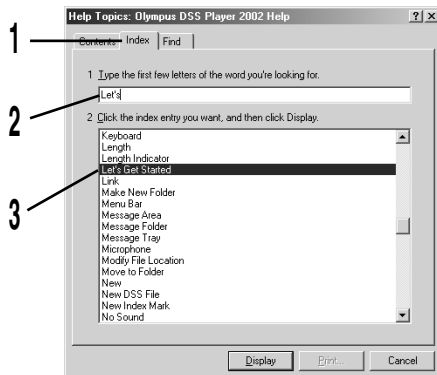 Help Topics: Olympus DSS Player 2002 Help
1
Contents Index Find
1 Type the first few letters of the word you're looking for.
Let's
2
2 Click the index entry you want, and then click Display.
Keyboard
Length
Length Indicator
Let's Get Started
3
Link
Make New Folder
Menu Bar
Message Area
Message Folder
Message Tray
Microphone
Modify File Location
Move to Folder
New
New DSS File
New Index Mark
No Sound
Display Print... Cancel